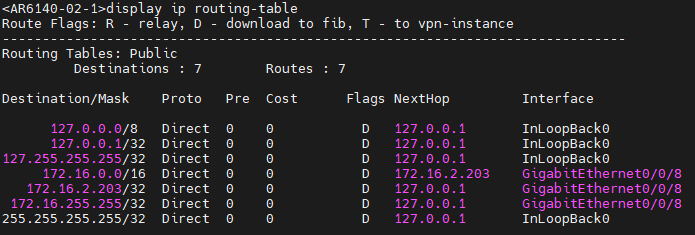 <AR6140-02-1>display ip routing-table
Route Flags: R - relay, D - download to fib, T - to vpn-instance
------------------------------------------------------------------------------
Routing Tables: Public
         Destinations : 7        Routes : 7

Destination/Mask    Proto   Pre  Cost         Flags NextHop         Interface

      127.0.0.0/8   Direct  0    0              D   127.0.0.1       InLoopBack0
      127.0.0.1/32  Direct  0    0              D   127.0.0.1       InLoopBack0
127.255.255.255/32  Direct  0    0              D   127.0.0.1       InLoopBack0
     172.16.0.0/16  Direct  0    0              D   172.16.2.203    GigabitEthernet0/0/8
   172.16.2.203/32  Direct  0    0              D   127.0.0.1       GigabitEthernet0/0/8
 172.16.255.255/32  Direct  0    0              D   127.0.0.1       GigabitEthernet0/0/8
255.255.255.255/32  Direct  0    0              D   127.0.0.1       InLoopBack0